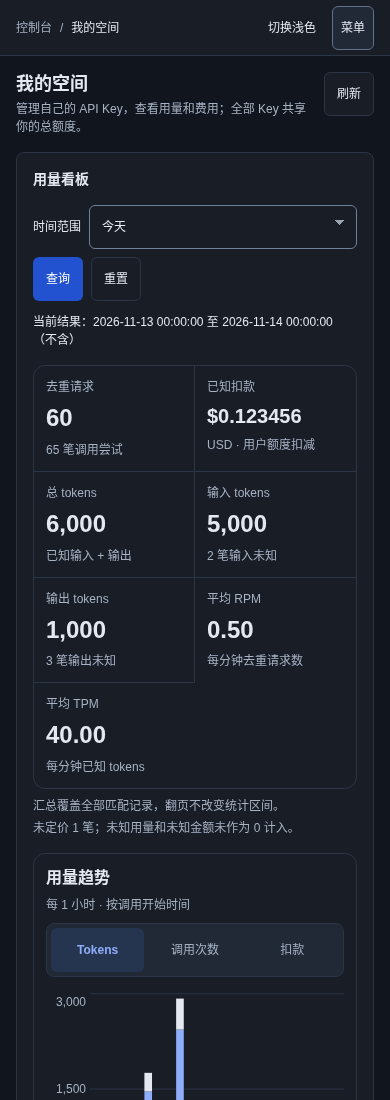 控制台 / 我的空间
切换浅色
菜单
我的空间
管理自己的 API Key，查看用量和费用；全部 Key 共享
你的总额度。
刷新
用量看板
时间范围
今天
查询
重置
当前结果：2026-11-13 00:00:00 至 2026-11-14 00:00:00
（不含）
去重请求
60
65 笔调用尝试
已知扣款
$0.123456
USD · 用户额度扣减
总 tokens
6,000
已知输入 + 输出
输入 tokens
5,000
2 笔输入未知
输出 tokens
1,000
3 笔输出未知
平均 RPM
0.50
每分钟去重请求数
平均 TPM
40.00
每分钟已知 tokens
汇总覆盖全部匹配记录，翻页不改变统计区间。
未定价 1 笔；未知用量和未知金额未作为 0 计入。
用量趋势
每 1 小时 · 按调用开始时间
Tokens
调用次数
扣款
3,000
1,500